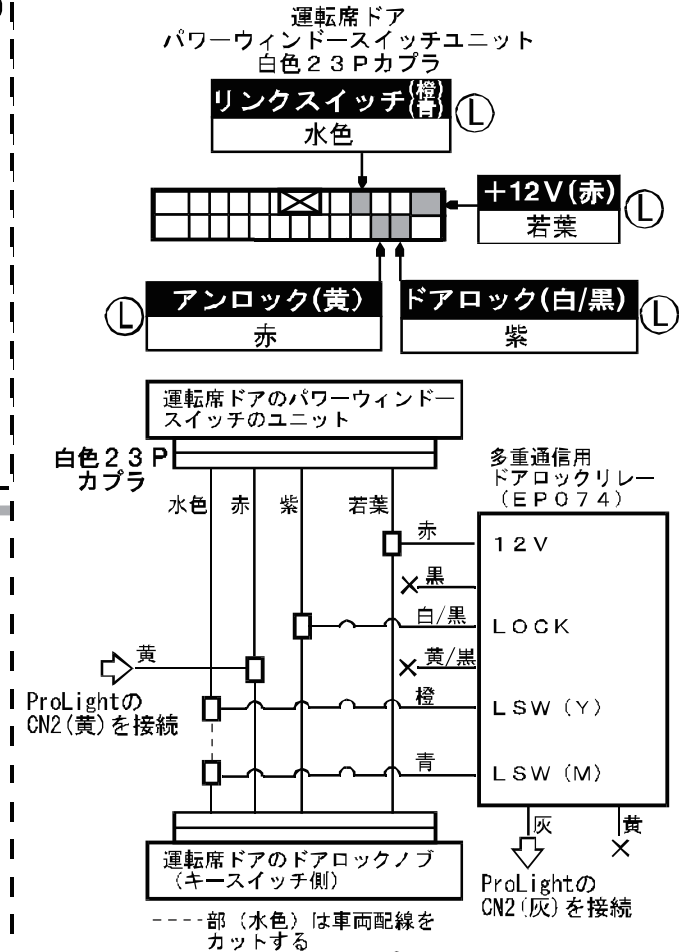 運転席ドア
パワーウィンドースイッチユニット
白色２３Ｐカプラ
リンクスイッチ(橙/青)
水色
Ⓛ
＋12V(赤)
若葉
Ⓛ
Ⓛ
アンロック(黄)
赤
ドアロック(白/黒)
紫
Ⓛ
運転席ドアのパワーウィンドー
スイッチのユニット
白色２３Ｐ
カプラ
多重通信用
ドアロックリレー
（ＥＰ０７４）
水色
赤
紫
若葉
赤
１２Ｖ
黒
白/黒
ＬＯＣＫ
黄
黄/黒
ProLightの
CN2(黄)を接続
橙
ＬＳＷ（Ｙ）
青
ＬＳＷ（Ｍ）
灰
黄
運転席ドアのドアロックノブ
（キースイッチ側）
ProLightの
CN2(灰)を接続
----部（水色）は車両配線を
カットする